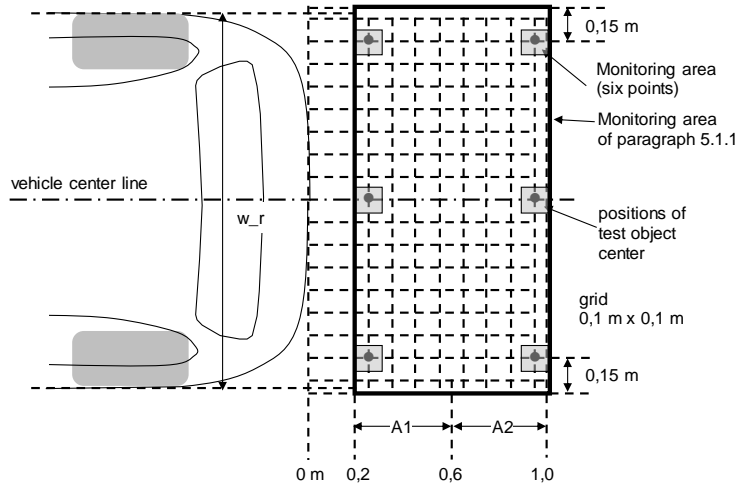 0,15 m
Monitoring area
(six points)
Monitoring area
of paragraph 5.1.1
vehicle center line
w_r
positions of
test object
center
grid
0,1 m x 0,1 m
0,15 m
A1
A2
0 m
0,2
0,6
1,0